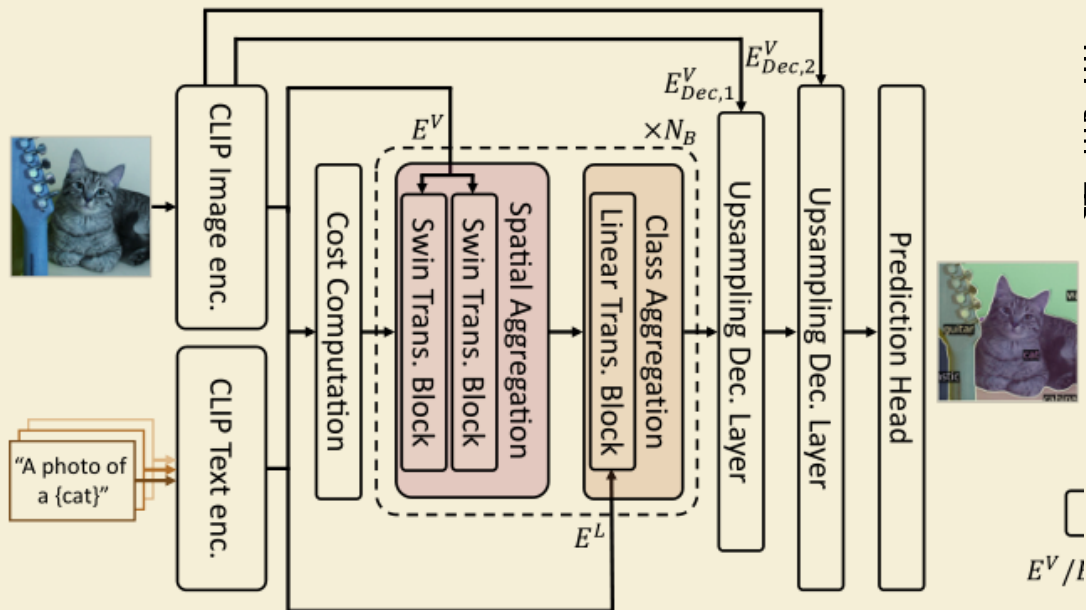 CLIP Image enc.
CLIP Text enc.
"A photo of
a {cat}"
Cost Computation
E^V
Swin Trans. Block
Swin Trans. Block
Spatial Aggregation
Linear Trans. Block
Class Aggregation
×N_B
E^L
E^V_{Dec,1}
E^V_{Dec,2}
Upsampling Dec. Layer
Upsampling Dec. Layer
Prediction Head
guitar
cat
E^V/